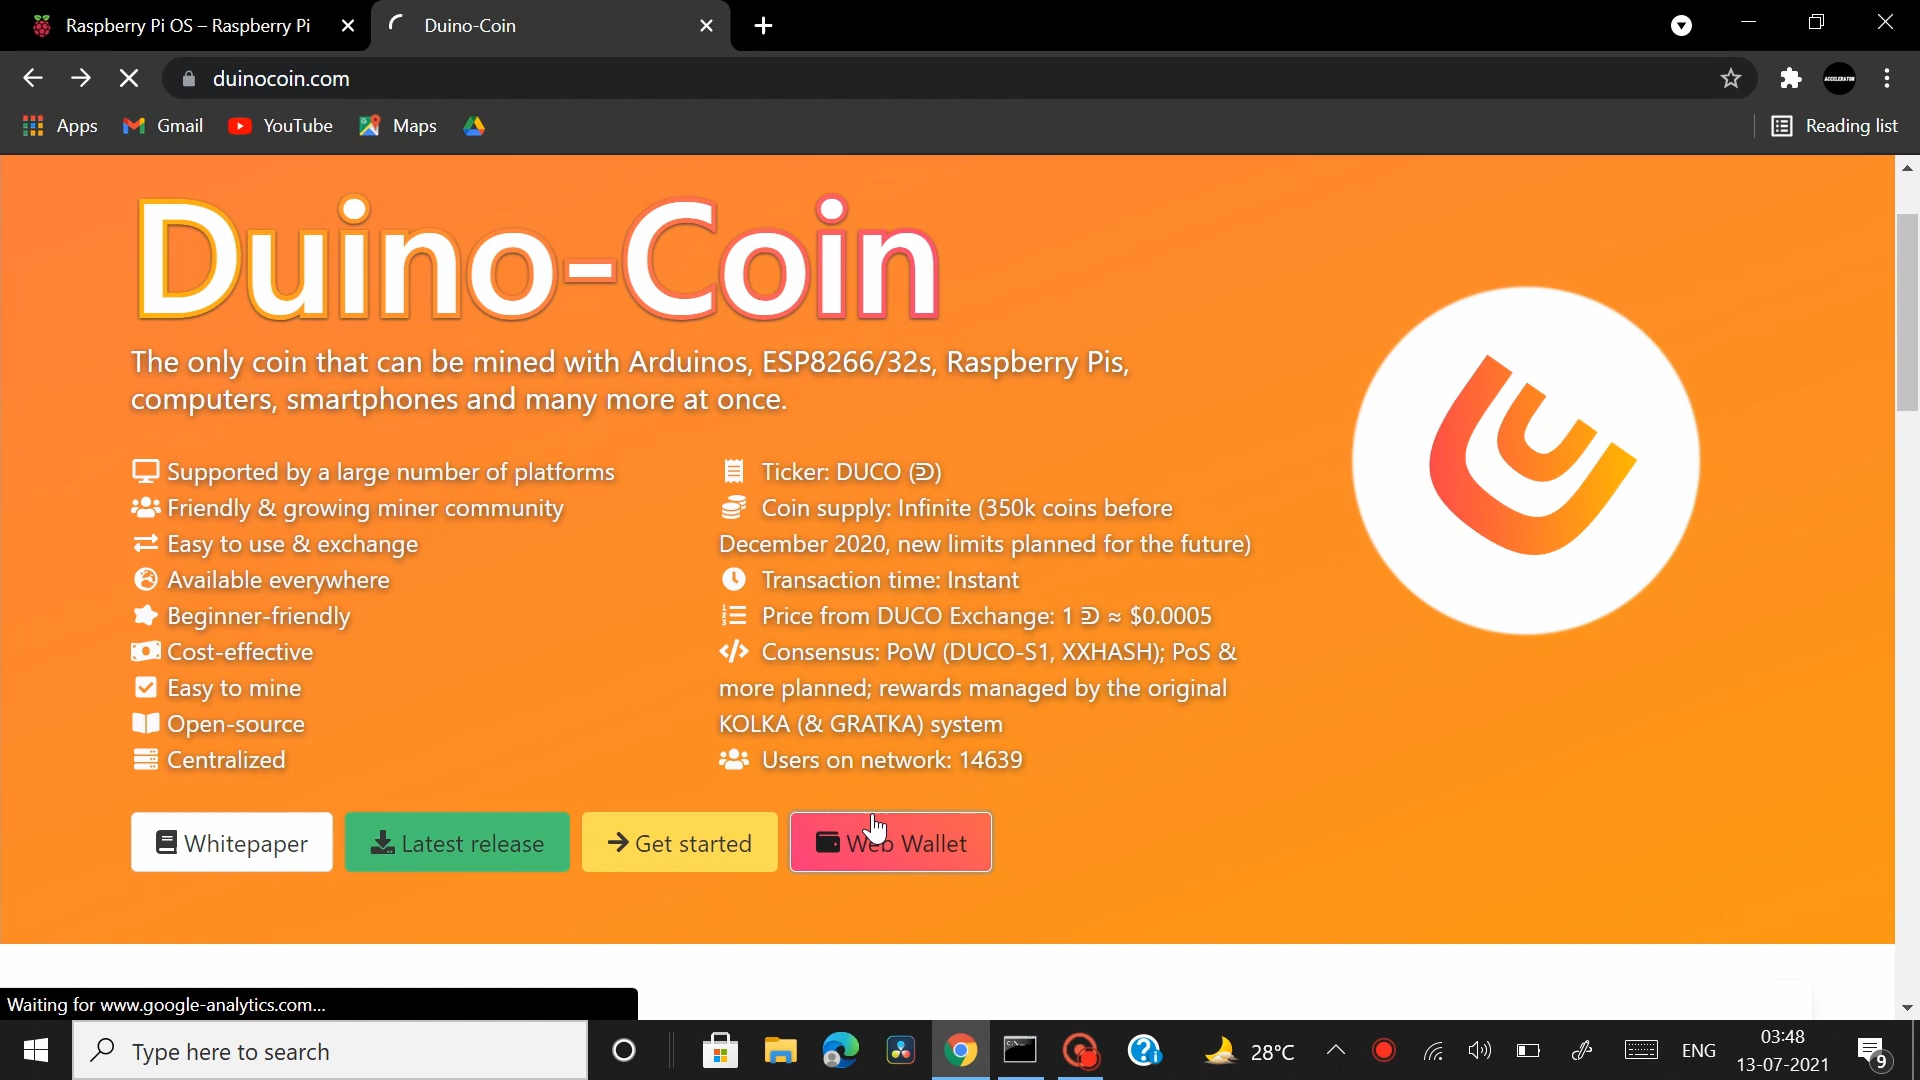 Raspberry Pi OS – Raspberry Pi
Duino-Coin
duinocoin.com
ACCELERATOR
Apps
Gmail
YouTube
Maps
Reading list
Duino-Coin
The only coin that can be mined with Arduinos, ESP8266/32s, Raspberry Pis,
computers, smartphones and many more at once.
Supported by a large number of platforms
Friendly & growing miner community
Easy to use & exchange
Available everywhere
Beginner-friendly
Cost-effective
Easy to mine
Open-source
Centralized
Ticker: DUCO (ᕲ)
Coin supply: Infinite (350k coins before
December 2020, new limits planned for the future)
Transaction time: Instant
Price from DUCO Exchange: 1 ᕲ ≈ $0.0005
Consensus: PoW (DUCO-S1, XXHASH); PoS &
more planned; rewards managed by the original
KOLKA (& GRATKA) system
Users on network: 14639
Whitepaper
Latest release
Get started
Web Wallet
Waiting for www.google-analytics.com...
Type here to search
28°C
ENG
03:48
13-07-2021
9